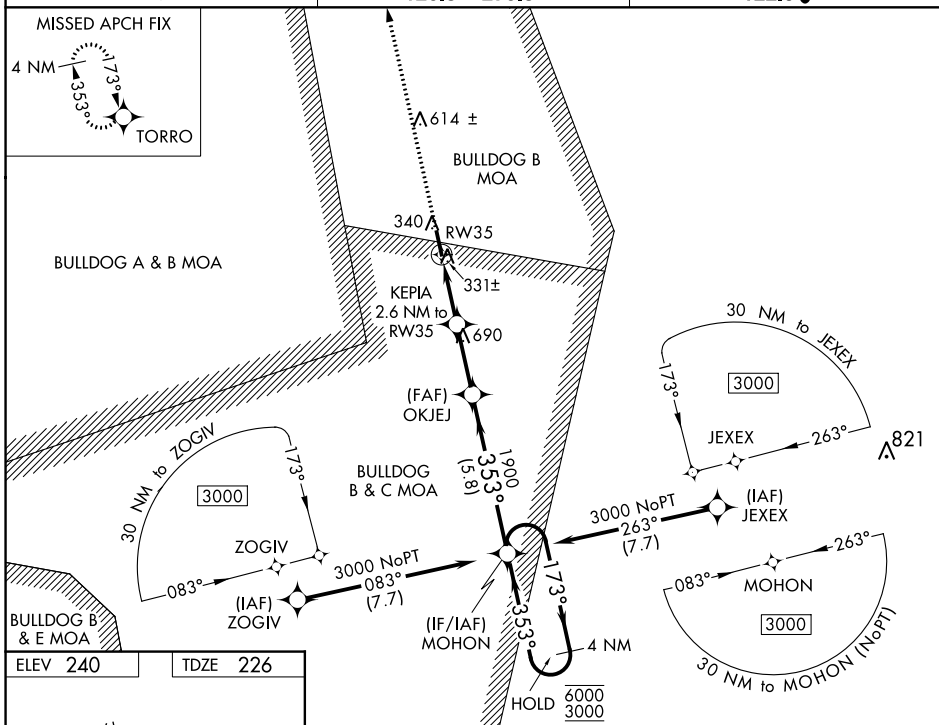 MISSED APCH FIX
4 NM
173°
353°
TORRO
614 ±
BULLDOG B
MOA
340
RW35
BULLDOG A & B MOA
331±
KEPIA
2.6 NM to
RW35
690
30 NM to JEXEX
3000
173°
JEXEX
263°
821
(FAF)
OKJEJ
30 NM to ZOGIV
3000
173°
ZOGIV
083°
BULLDOG
B & C MOA
1900
353°
(5.8)
3000 NoPT
263°
(7.7)
(IAF)
JEXEX
3000 NoPT
083°
(7.7)
(IAF)
ZOGIV
(IF/IAF)
MOHON
173°
353°
4 NM
HOLD
6000
3000
083°
263°
MOHON
3000
30 NM to MOHON (NoPT)
BULLDOG B
& E MOA
ELEV 240
TDZE 226